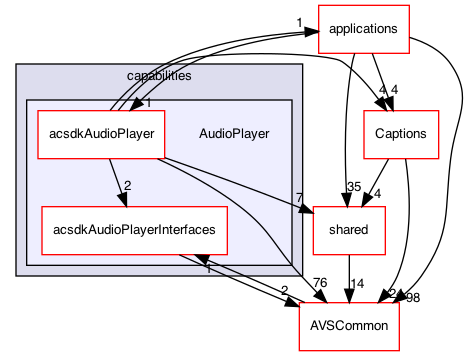 1
applications
capabilities
1
4
4
acsdkAudioPlayer
AudioPlayer
Captions
2
35
4
7
acsdkAudioPlayerInterfaces
shared
1
76
14
2
2
98
AVSCommon